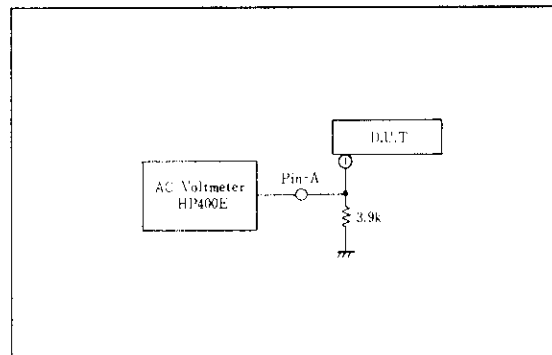 D.U.T
1
Pin-A
AC Voltmeter
HP400E
3.9k